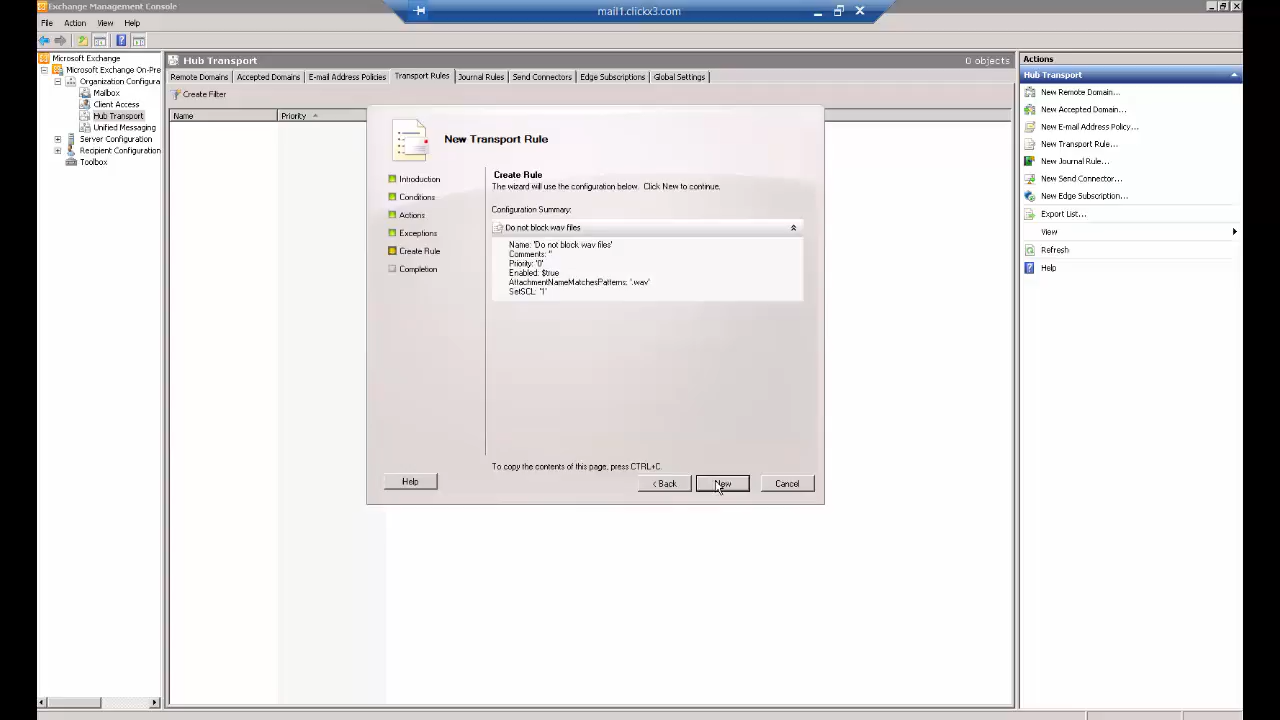 Exchange Management Console
mail1.clickx3.com
File Action View Help
Microsoft Exchange
Microsoft Exchange On-Pre
Organization Configura
Mailbox
Client Access
Hub Transport
Unified Messaging
Server Configuration
Recipient Configuration
Toolbox
Hub Transport 0 objects
Remote Domains Accepted Domains E-mail Address Policies Transport Rules Journal Rules Send Connectors Edge Subscriptions Global Settings
Create Filter
Name Priority
New Transport Rule
Introduction
Conditions
Actions
Exceptions
Create Rule
Completion
Create Rule
The wizard will use the configuration below. Click New to continue.
Configuration Summary:
Do not block wav files
Name: 'Do not block wav files'
Comments: ''
Priority: '0'
Enabled: $true
AttachmentNameMatchesPatterns: '.wav'
SetSCL: '1'
To copy the contents of this page, press CTRL+C.
Help < Back New Cancel
Actions
Hub Transport
New Remote Domain...
New Accepted Domain...
New E-mail Address Policy...
New Transport Rule...
New Journal Rule...
New Send Connector...
New Edge Subscription...
Export List...
View
Refresh
Help